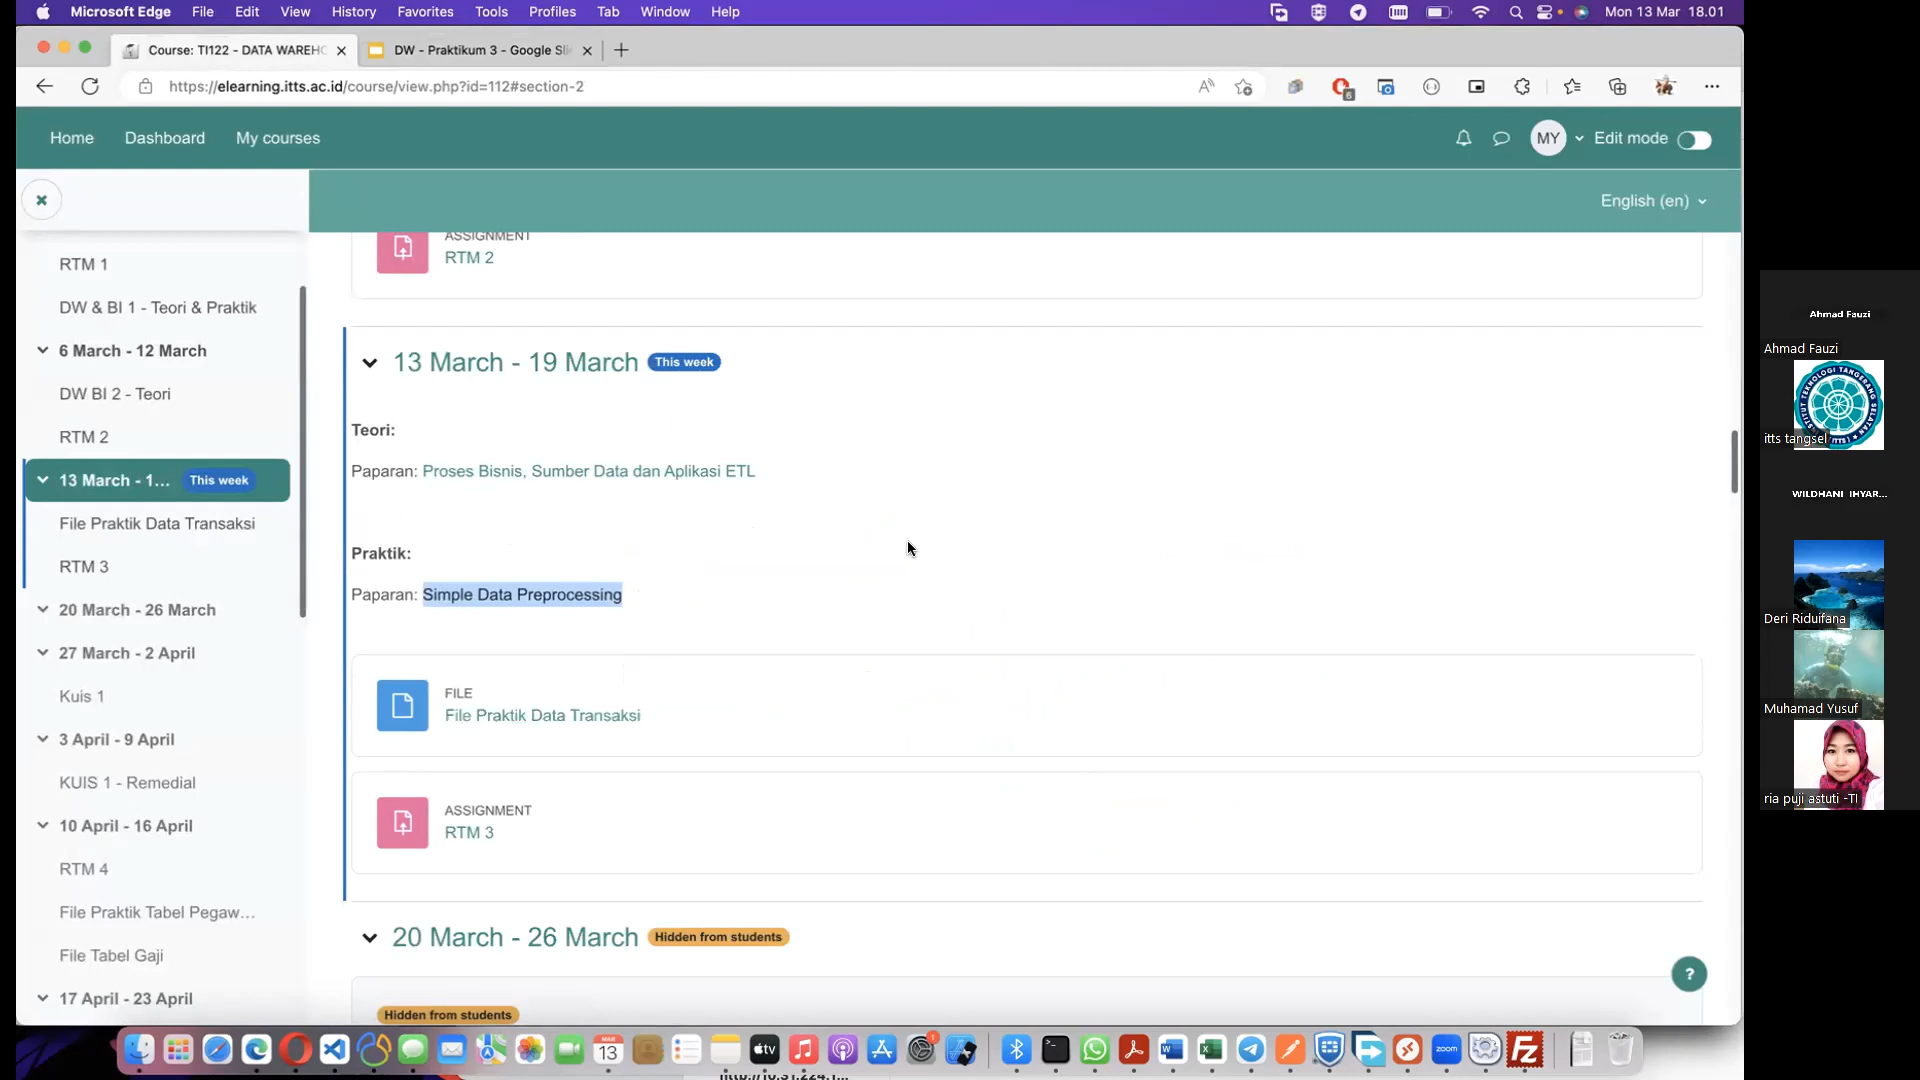 Microsoft Edge File Edit View History Favorites Tools Profiles Tab Window Help Mon 13 Mar 18.01
Course: TI122 - DATA WAREHO
DW - Praktikum 3 - Google Sli
https://elearning.itts.ac.id/course/view.php?id=112#section-2
6
Home Dashboard My courses MY Edit mode
English (en)
RTM 1
DW & BI 1 - Teori & Praktik
6 March - 12 March
DW BI 2 - Teori
RTM 2
13 March - 1... This week
File Praktik Data Transaksi
RTM 3
20 March - 26 March
27 March - 2 April
Kuis 1
3 April - 9 April
KUIS 1 - Remedial
10 April - 16 April
RTM 4
File Praktik Tabel Pegaw...
File Tabel Gaji
17 April - 23 April
ASSIGNMENT
RTM 2
13 March - 19 March This week
Teori:
Paparan: Proses Bisnis, Sumber Data dan Aplikasi ETL
Praktik:
Paparan: Simple Data Preprocessing
FILE
File Praktik Data Transaksi
ASSIGNMENT
RTM 3
20 March - 26 March Hidden from students
Hidden from students
?
Ahmad Fauzi
Ahmad Fauzi
itts tangsel
WILDHANI IHYAR...
Deri Riduifana
Muhamad Yusuf
ria puji astuti -TI
MAR
13
tv
1
zoom